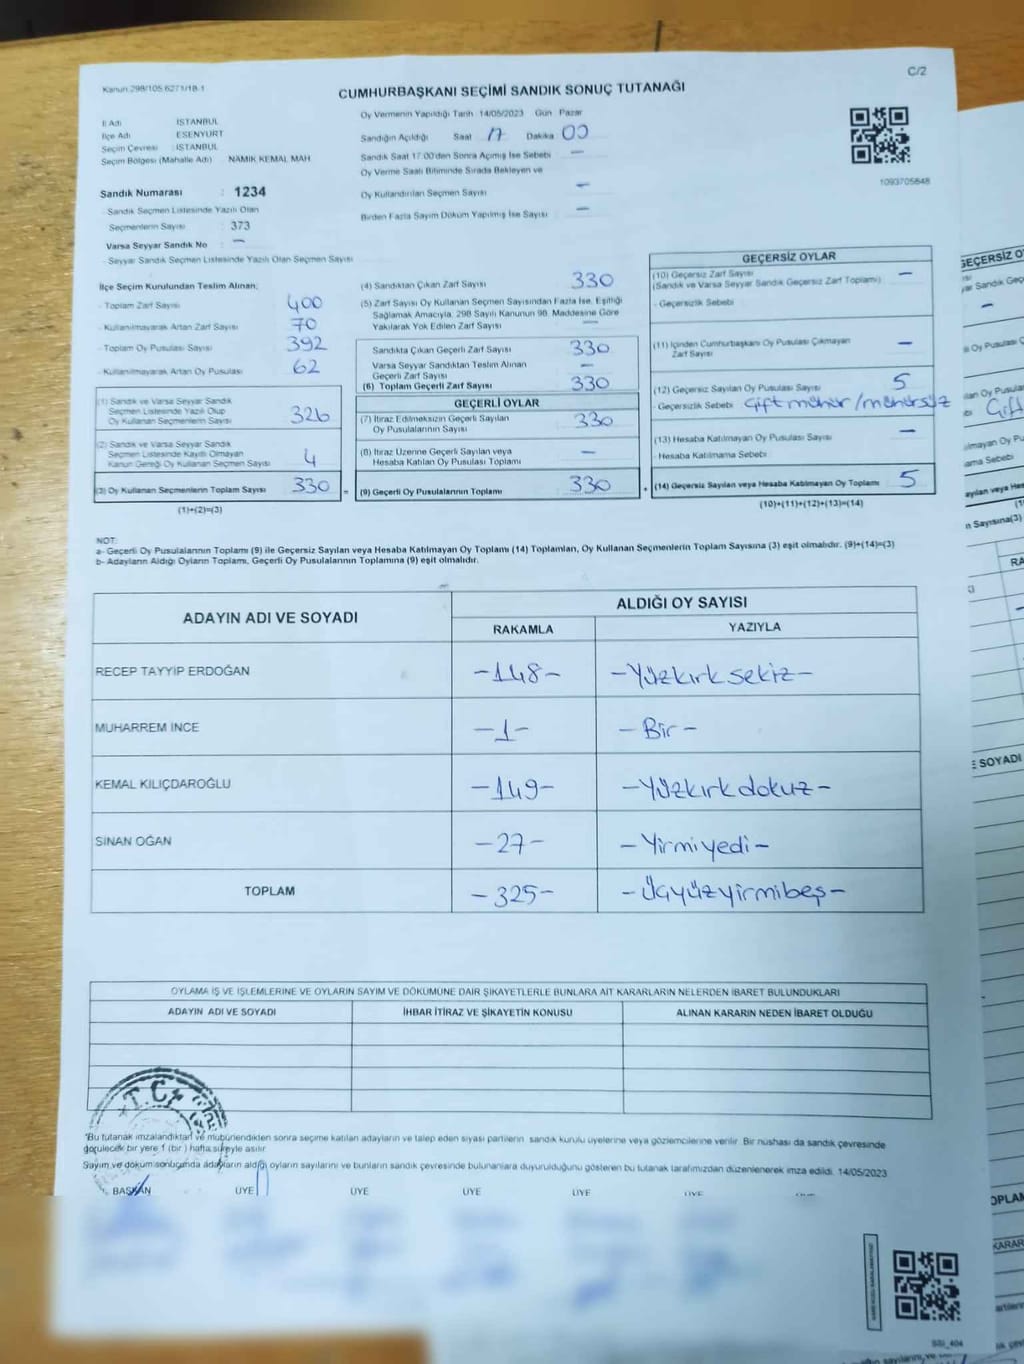 C/2
Kanun 298/105 6271/18-1
CUMHURBAŞKANI SEÇİMİ SANDIK SONUÇ TUTANAĞI
İl Adı İSTANBUL
İlçe Adı ESENYURT
Seçim Çevresi : İSTANBUL
Seçim Bölgesi (Mahalle Adı) NAMIK KEMAL MAH
Oy Vermenin Yapıldığı Tarih 14/05/2023 Gün Pazar
Sandığın Açıldığı Saat 17 Dakika 00
Sandık Saat 17 00'den Sonra Açılmış İse Sebebi —
Oy Verme Saati Bitiminde Sırada Bekleyen ve
Oy Kullandırılan Seçmen Sayısı —
Birden Fazla Sayım Döküm Yapılmış İse Sayısı —
1093705848
Sandık Numarası : 1234
- Sandık Seçmen Listesinde Yazılı Olan
Seçmenlerin Sayısı : 373
Varsa Seyyar Sandık No : —
- Seyyar Sandık Seçmen Listesinde Yazılı Olan Seçmen Sayısı
İlçe Seçim Kurulundan Teslim Alınan;
- Toplam Zarf Sayısı 400
- Kullanılmayarak Artan Zarf Sayısı 70
- Toplam Oy Pusulası Sayısı 392
- Kullanılmayarak Artan Oy Pusulası 62
(1) Sandık ve Varsa Seyyar Sandık
Seçmen Listesinde Yazılı Olup
Oy Kullanan Seçmenlerin Sayısı 326
(2) Sandık ve Varsa Seyyar Sandık
Seçmen Listesinde Kayıtlı Olmayan
Kanun Gereği Oy Kullanan Seçmen Sayısı 4
(3) Oy Kullanan Seçmenlerin Toplam Sayısı 330
(1)+(2)=(3)
(4) Sandıktan Çıkan Zarf Sayısı 330
(5) Zarf Sayısı Oy Kullanan Seçmen Sayısından Fazla İse, Eşitliği
Sağlamak Amacıyla, 298 Sayılı Kanunun 98. Maddesine Göre
Yakılarak Yok Edilen Zarf Sayısı —
Sandıkta Çıkan Geçerli Zarf Sayısı 330
Varsa Seyyar Sandıktan Teslim Alınan
Geçerli Zarf Sayısı —
(6) Toplam Geçerli Zarf Sayısı 330
GEÇERLİ OYLAR
(7) İtiraz Edilmeksizin Geçerli Sayılan
Oy Pusulalarının Sayısı 330
(8) İtiraz Üzerine Geçerli Sayılan veya
Hesaba Katılan Oy Pusulası Toplamı —
= (9) Geçerli Oy Pusulalarının Toplamı 330 +
GEÇERSİZ OYLAR
(10) Geçersiz Zarf Sayısı —
(Sandık ve Varsa Seyyar Sandık Geçersiz Zarf Toplamı)
- Geçersizlik Sebebi
(11) İçinden Cumhurbaşkanı Oy Pusulası Çıkmayan —
Zarf Sayısı
(12) Geçersiz Sayılan Oy Pusulası Sayısı 5
- Geçersizlik Sebebi Çift mühür/mühürsüz
(13) Hesaba Katılmayan Oy Pusulası Sayısı —
- Hesaba Katılmama Sebebi
(14) Geçersiz Sayılan veya Hesaba Katılmayan Oy Toplamı 5
(10)+(11)+(12)+(13)=(14)
NOT:
a- Geçerli Oy Pusulalarının Toplamı (9) ile Geçersiz Sayılan veya Hesaba Katılmayan Oy Toplamı (14) Toplamları, Oy Kullanan Seçmenlerin Toplam Sayısına (3) eşit olmalıdır. (9)+(14)=(3)
b- Adayların Aldığı Oyların Toplamı, Geçerli Oy Pusulalarının Toplamına (9) eşit olmalıdır.
ADAYIN ADI VE SOYADI ALDIĞI OY SAYISI
RAKAMLA YAZIYLA
RECEP TAYYİP ERDOĞAN -148- -Yüzkırk sekiz-
MUHARREM İNCE -1- -Bir-
KEMAL KILIÇDAROĞLU -149- -Yüzkırk dokuz-
SİNAN OĞAN -27- -Yirmiyedi-
TOPLAM -325- -Üçyüzyirmibeş-
OYLAMA İŞ VE İŞLEMLERİNE VE OYLARIN SAYIM VE DÖKÜMÜNE DAİR ŞİKAYETLERLE BUNLARA AİT KARARLARIN NELERDEN İBARET BULUNDUKLARI
ADAYIN ADI VE SOYADI İHBAR İTİRAZ VE ŞİKAYETİN KONUSU ALINAN KARARIN NEDEN İBARET OLDUĞU
T.C.
"Bu tutanak imzalandıktan ve mühürlendikten sonra seçime katılan adayların ve talep eden siyasi partilerin sandık kurulu üyelerine veya gözlemcilerine verilir. Bir nüshası da sandık çevresinde
görülecek bir yere 1 (bir) hafta süreyle asılır
Sayım ve döküm sonucunda adayların aldığı oyların sayılarını ve bunların sandık çevresinde bulunanlara duyurulduğunu gösteren bu tutanak tarafımızdan düzenlenerek imza edildi. 14/05/2023
BAŞKAN ÜYE ÜYE ÜYE ÜYE ÜYE
SSI_404